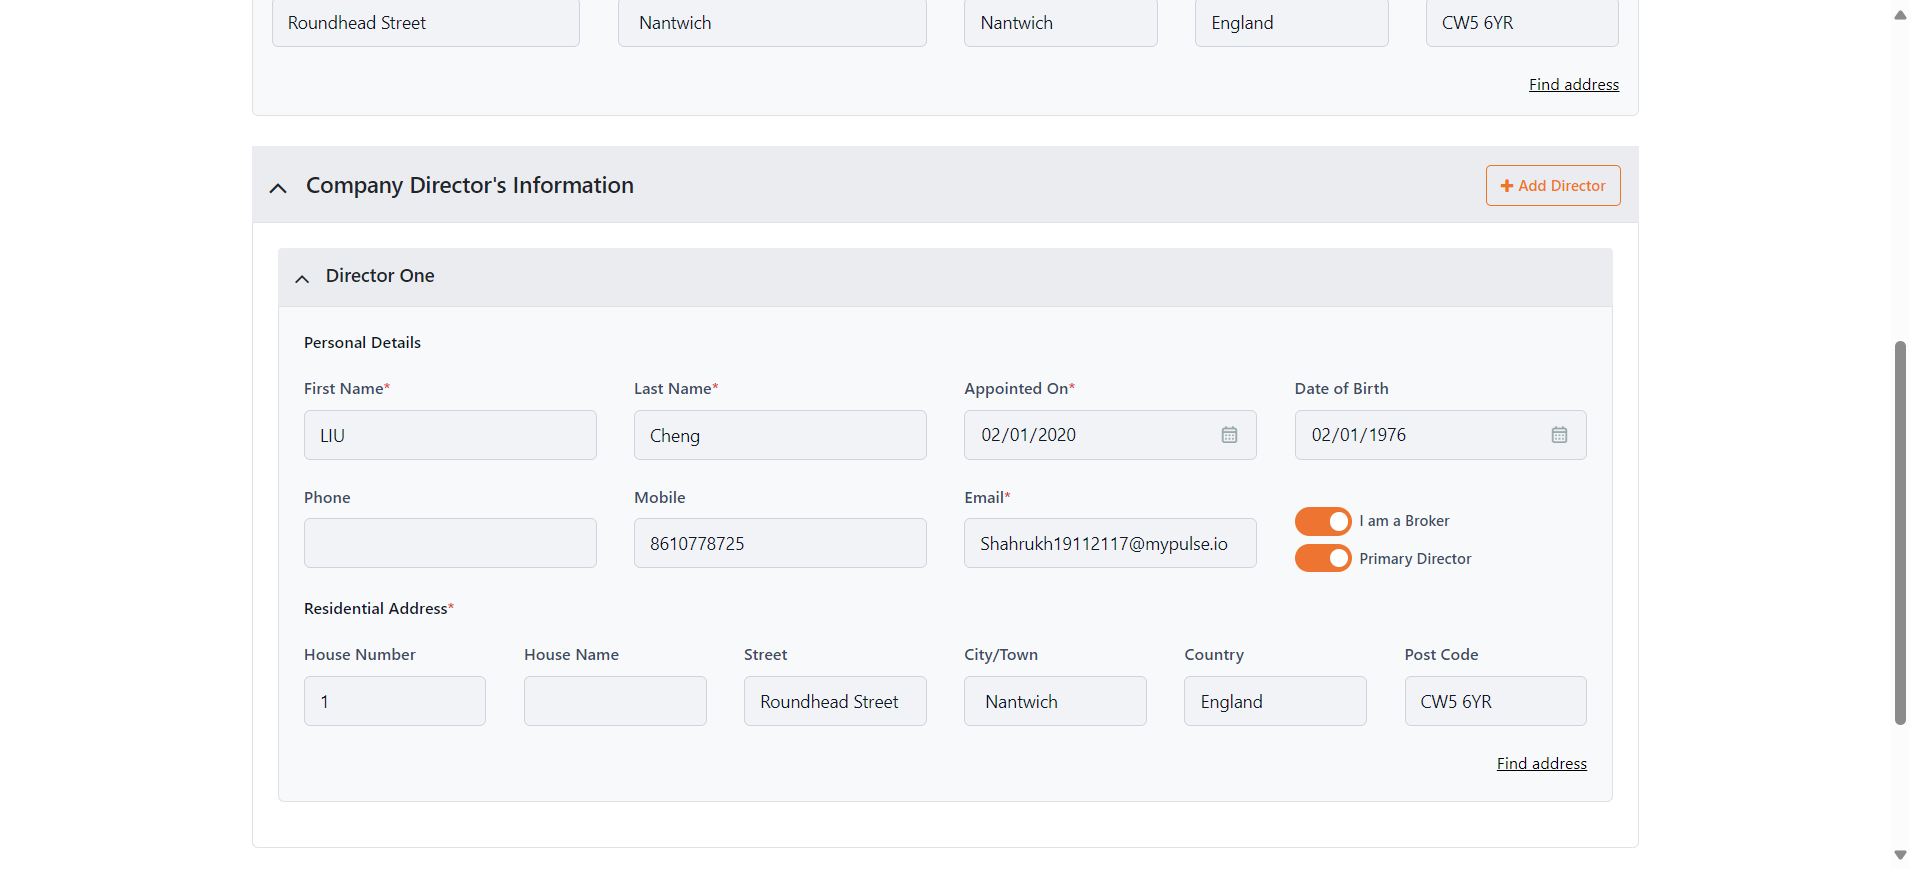 Roundhead Street Nantwich Nantwich England CW5 6YR
Find address
Company Director's Information
Add Director
Director One
Personal Details
First Name* Last Name* Appointed On* Date of Birth
LIU Cheng 02/01/2020 02/01/1976
Phone Mobile Email*
I am a Broker
8610778725 Shahrukh19112117@mypulse.io
Primary Director
Residential Address*
House Number House Name Street City/Town Country Post Code
1 Roundhead Street Nantwich England CW5 6YR
Find address